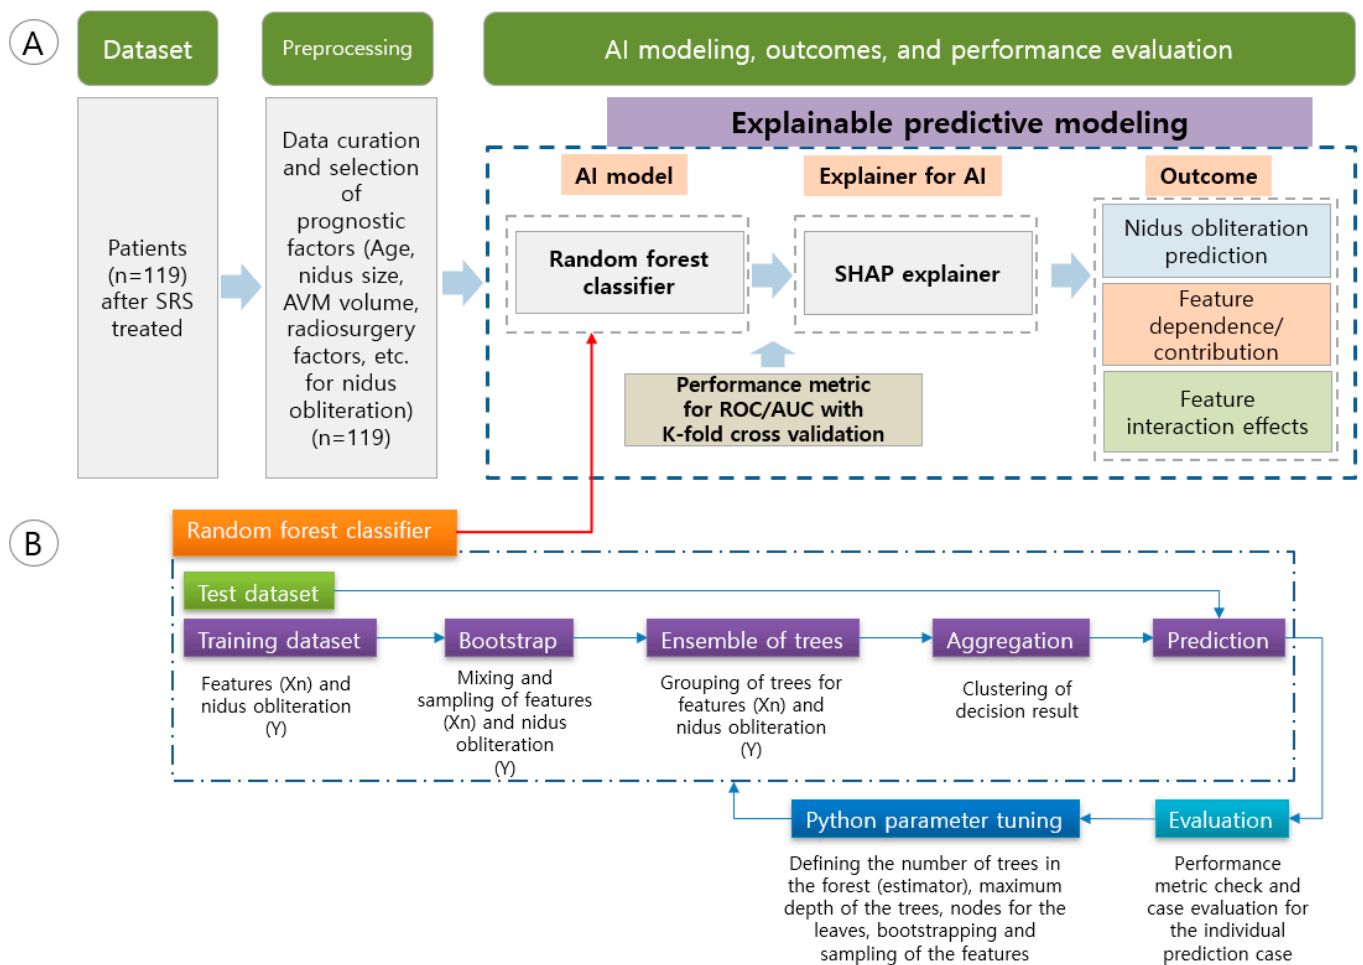 A
Dataset
Preprocessing
AI modeling, outcomes, and performance evaluation
Patients
(n=119)
after SRS
treated
Data curation
and selection
of
prognostic
factors (Age,
nidus size,
AVM volume,
radiosurgery
factors, etc.
for nidus
obliteration)
(n=119)
Explainable predictive modeling
AI model
Explainer for AI
Outcome
Random forest
classifier
SHAP explainer
Nidus obliteration
prediction
Feature
dependence/
contribution
Feature
interaction effects
Performance metric
for ROC/AUC with
K-fold cross validation
B
Random forest classifier
Test dataset
Training dataset
Bootstrap
Ensemble of trees
Aggregation
Prediction
Features (Xn) and
nidus obliteration
(Y)
Mixing and
sampling of features
(Xn) and nidus
obliteration
(Y)
Grouping of trees for
features (Xn) and
nidus obliteration
(Y)
Clustering of
decision result
Python parameter tuning
Evaluation
Defining the number of trees in
the forest (estimator), maximum
depth of the trees, nodes for the
leaves, bootstrapping and
sampling of the features
Performance
metric check and
case evaluation for
the individual
prediction case